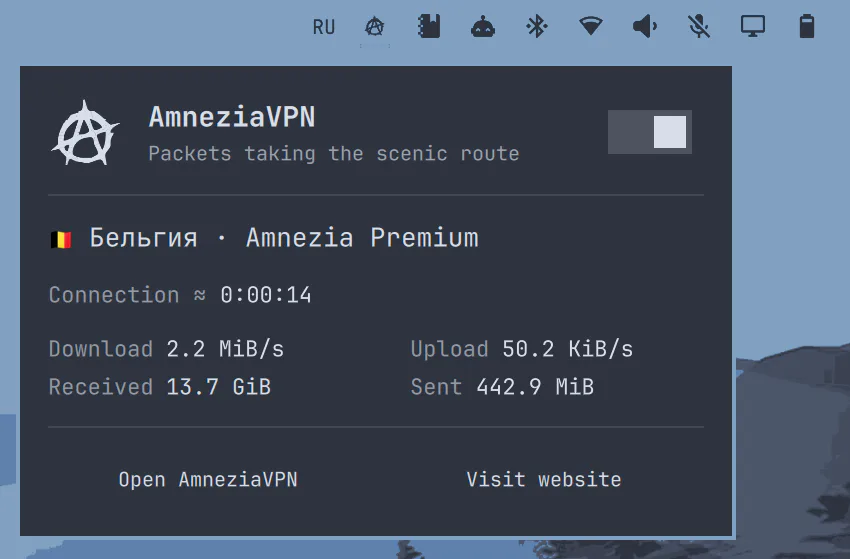 RU
AmneziaVPN
Packets taking the scenic route
Бельгия · Amnezia Premium
Connection ≈ 0:00:14
Download 2.2 MiB/s Upload 50.2 KiB/s
Received 13.7 GiB Sent 442.9 MiB
Open AmneziaVPN Visit website